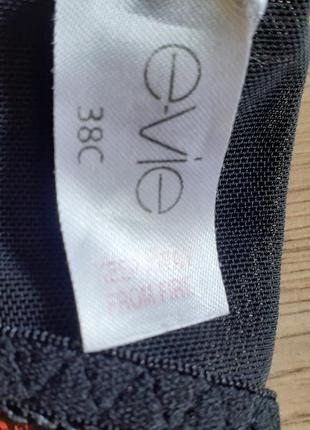 e-vie
38C
KEEP AWAY
FROM FIRE